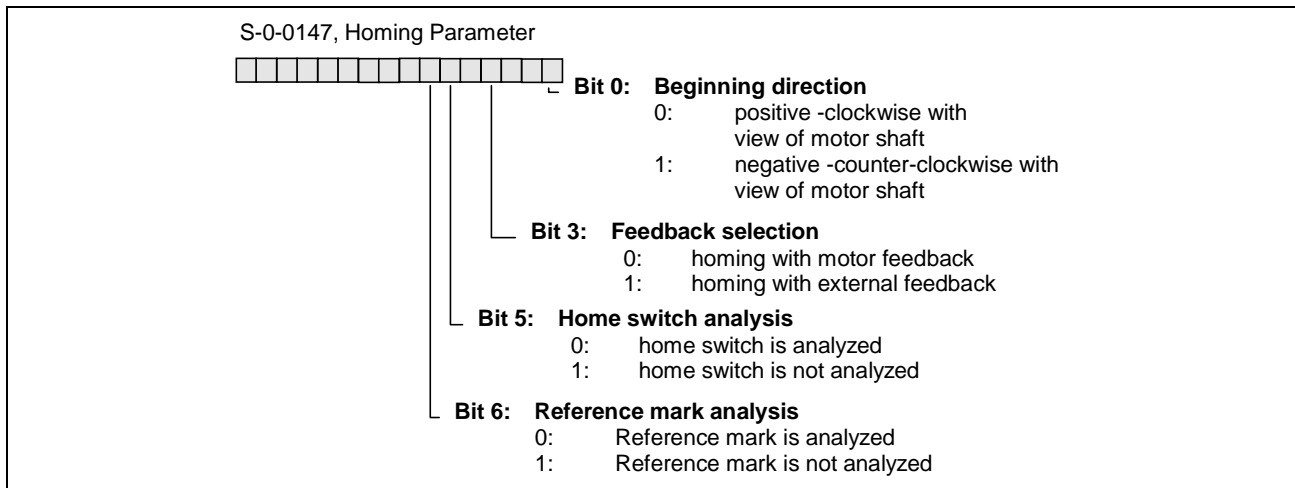 S-0-0147, Homing Parameter
Bit 0: Beginning direction
0: positive -clockwise with
view of motor shaft
1: negative -counter-clockwise with
view of motor shaft
Bit 3: Feedback selection
0: homing with motor feedback
1: homing with external feedback
Bit 5: Home switch analysis
0: home switch is analyzed
1: home switch is not analyzed
Bit 6: Reference mark analysis
0: Reference mark is analyzed
1: Reference mark is not analyzed